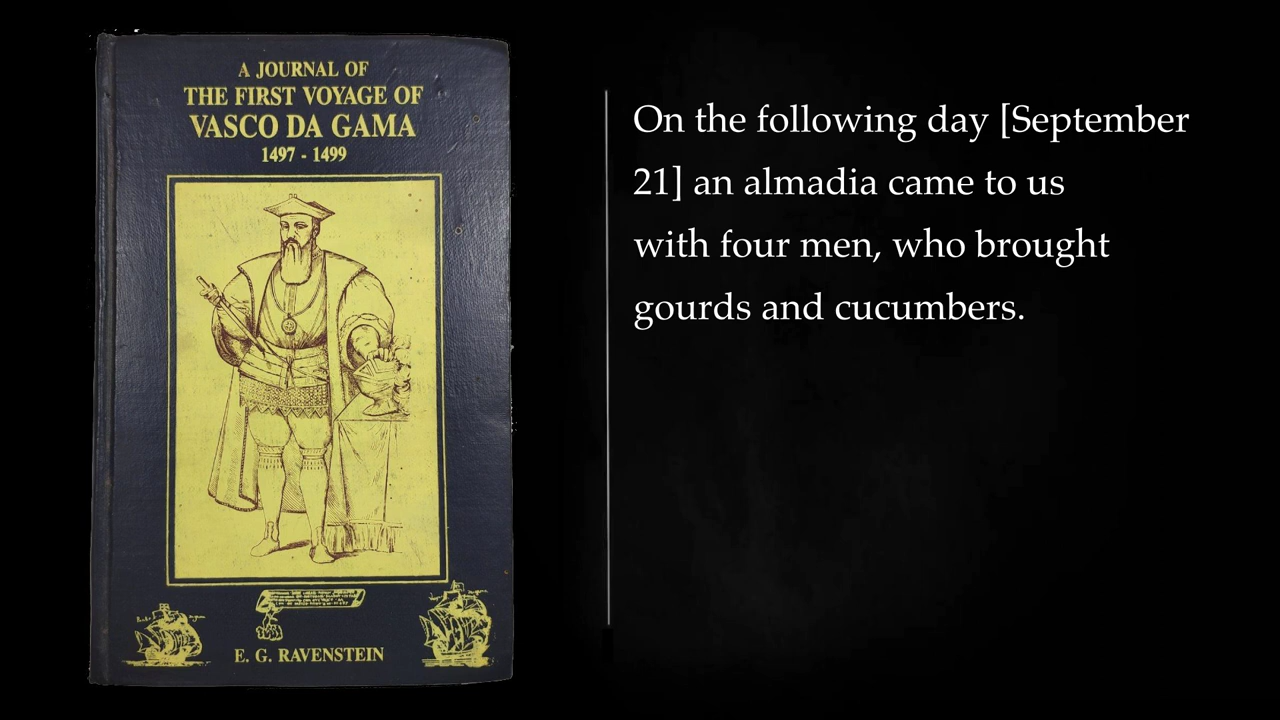 A JOURNAL OF
THE FIRST VOYAGE OF
VASCO DA GAMA
1497 - 1499
E. G. RAVENSTEIN
On the following day [September
21] an almadia came to us
with four men, who brought
gourds and cucumbers.